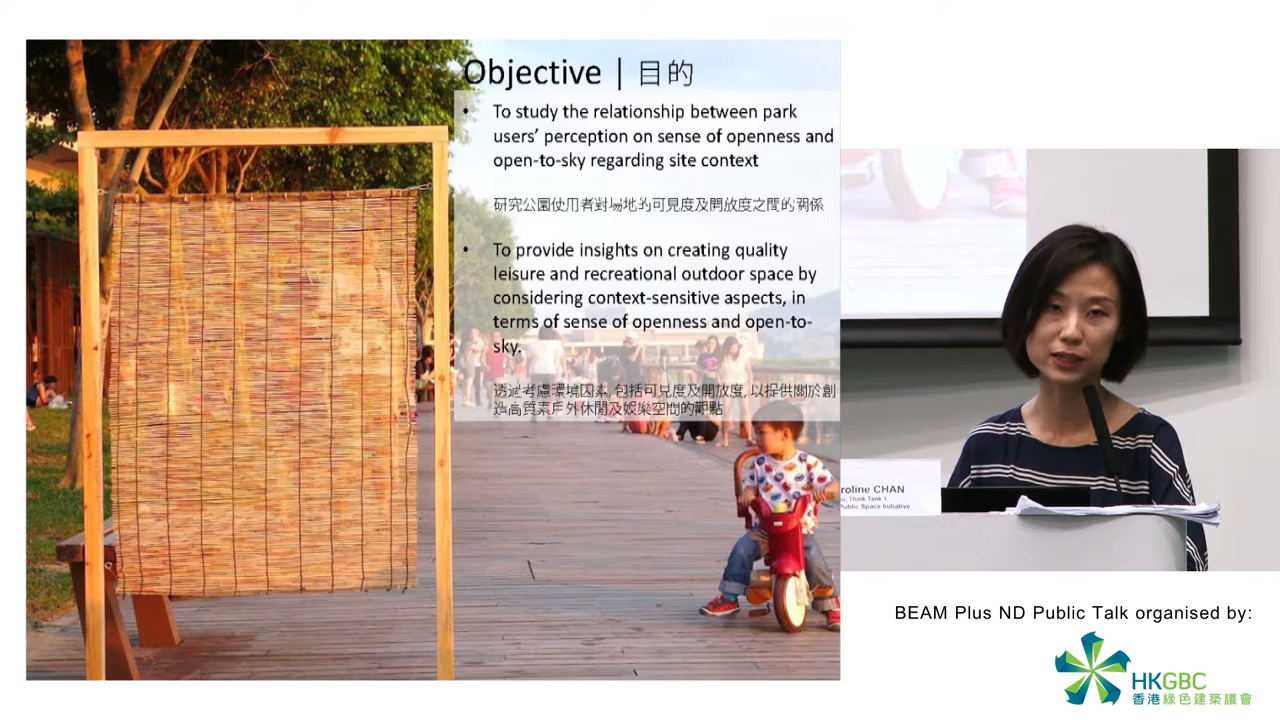 Objective | 目的
• To study the relationship between park
users’ perception on sense of openness and
open-to-sky regarding site context
研究公園使用者對場地的可見度及開放度之間的關係
• To provide insights on creating quality
leisure and recreational outdoor space by
considering context-sensitive aspects, in
terms of sense of openness and open-to-
sky.
透過考慮環境因素, 包括可見度及開放度, 以提供關於創
造高質素戶外休閒及娛樂空間的觀點
roline CHAN
Think Tank 1,
Public Space Initiative
BEAM Plus ND Public Talk organised by:
HKGBC
香港綠色建築議會